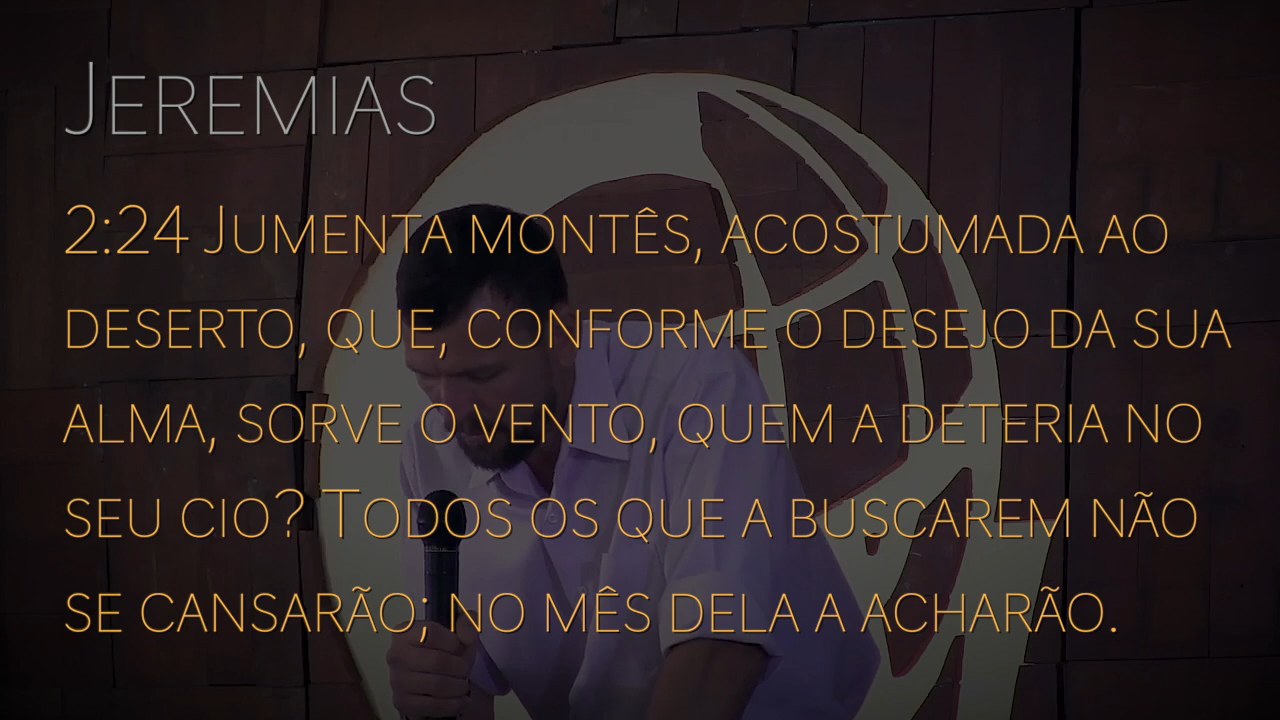 Jeremias
2:24 Jumenta montês, acostumada ao
deserto, que, conforme o desejo da sua
alma, sorve o vento, quem a deteria no
seu cio? Todos os que a buscarem não
se cansarão; no mês dela a acharão.